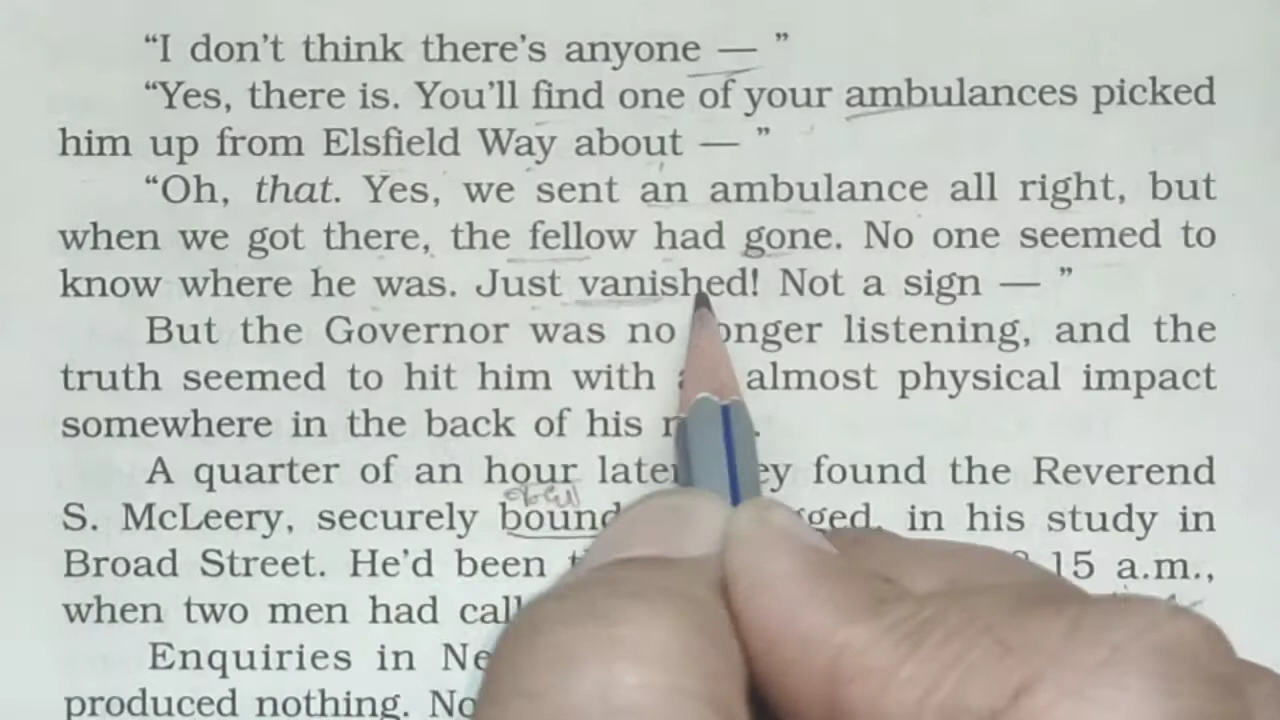 “I don’t think there’s anyone — ”
“Yes, there is. You’ll find one of your ambulances picked
him up from Elsfield Way about — ”
“Oh, that. Yes, we sent an ambulance all right, but
when we got there, the fellow had gone. No one seemed to
know where he was. Just vanished! Not a sign — ”
But the Governor was no longer listening, and the
truth seemed to hit him with almost physical impact
somewhere in the back of his
A quarter of an hour later they found the Reverend
S. McLeery, securely bound in his study in
Broad Street. He’d been 15 a.m.,
when two men had
Enquiries in
produced nothing.